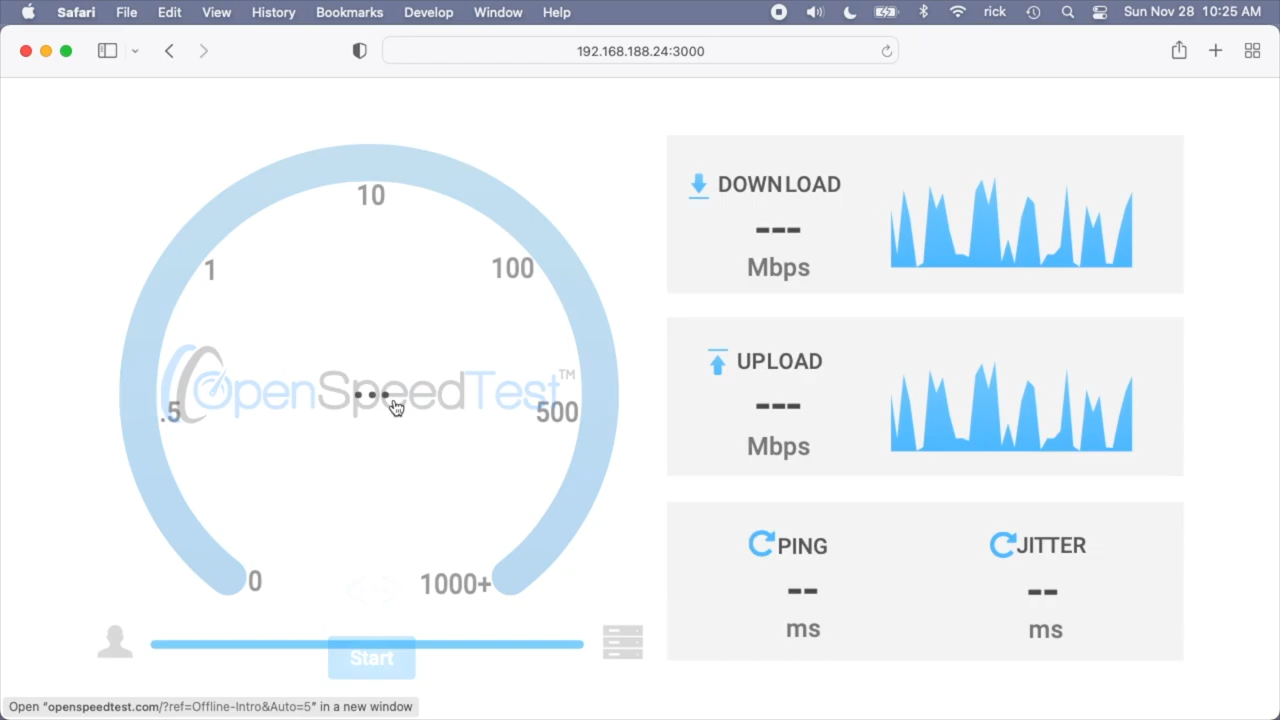 Safari File Edit View History Bookmarks Develop Window Help rick Sun Nov 28 10:25 AM
192.168.188.24:3000
10
1
100
OpenSpeedTest™
.5
500
0
1000+
Start
DOWNLOAD
---
Mbps
UPLOAD
---
Mbps
PING
--
ms
JITTER
--
ms
Open "openspeedtest.com/?ref=Offline-Intro&Auto=5" in a new window